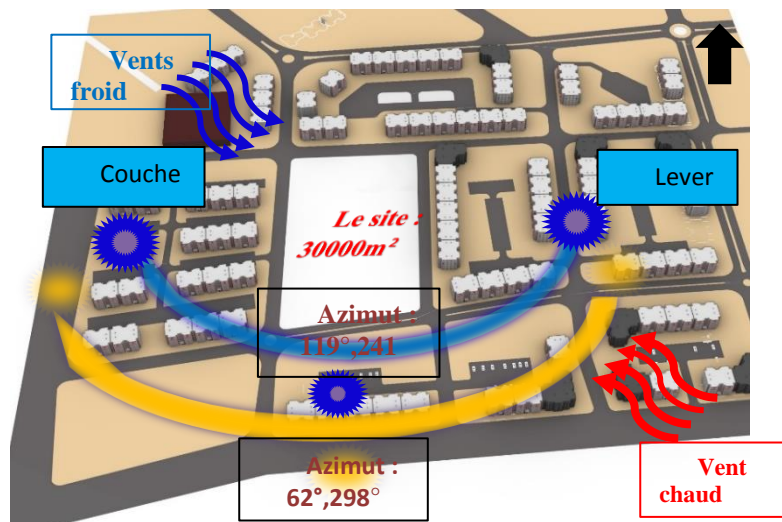 Vents
froid
Couche
Lever
Le site :
30000m²
Azimut :
119°,241
Azimut :
62°,298°
Vent
chaud